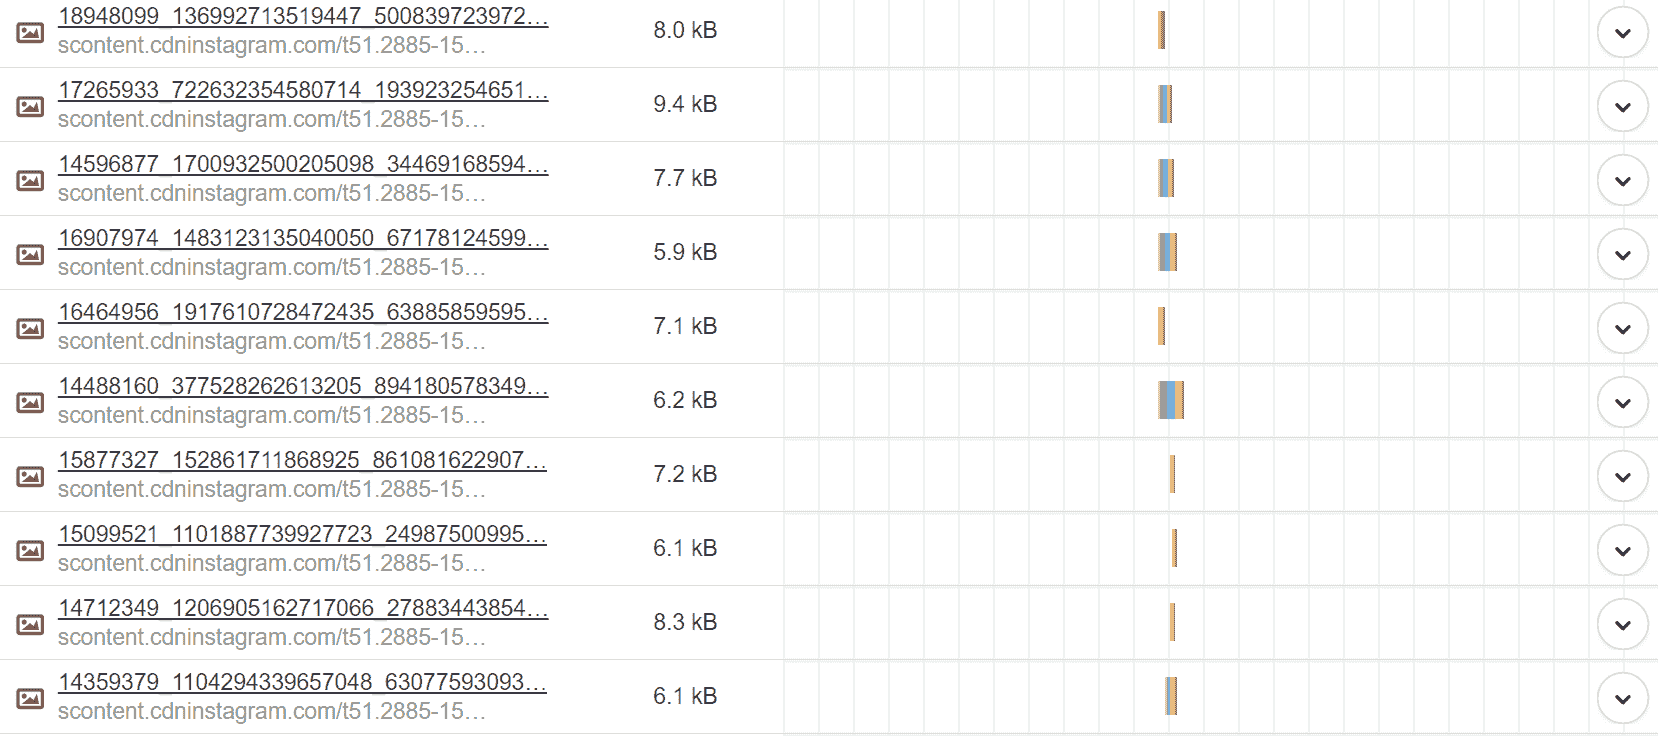 18948099_136992713519447_500839723972...
scontent.cdninstagram.com/t51.2885-15...
8.0 kB
17265933_722632354580714_193923254651...
scontent.cdninstagram.com/t51.2885-15...
9.4 kB
14596877_1700932500205098_34469168594...
scontent.cdninstagram.com/t51.2885-15...
7.7 kB
16907974_1483123135040050_67178124599...
scontent.cdninstagram.com/t51.2885-15...
5.9 kB
16464956_1917610728472435_63885859595...
scontent.cdninstagram.com/t51.2885-15...
7.1 kB
14488160_377528262613205_894180578349...
scontent.cdninstagram.com/t51.2885-15...
6.2 kB
15877327_152861711868925_861081622907...
scontent.cdninstagram.com/t51.2885-15...
7.2 kB
15099521_1101887739927723_24987500995...
scontent.cdninstagram.com/t51.2885-15...
6.1 kB
14712349_1206905162717066_27883443854...
scontent.cdninstagram.com/t51.2885-15...
8.3 kB
14359379_1104294339657048_63077593093...
scontent.cdninstagram.com/t51.2885-15...
6.1 kB